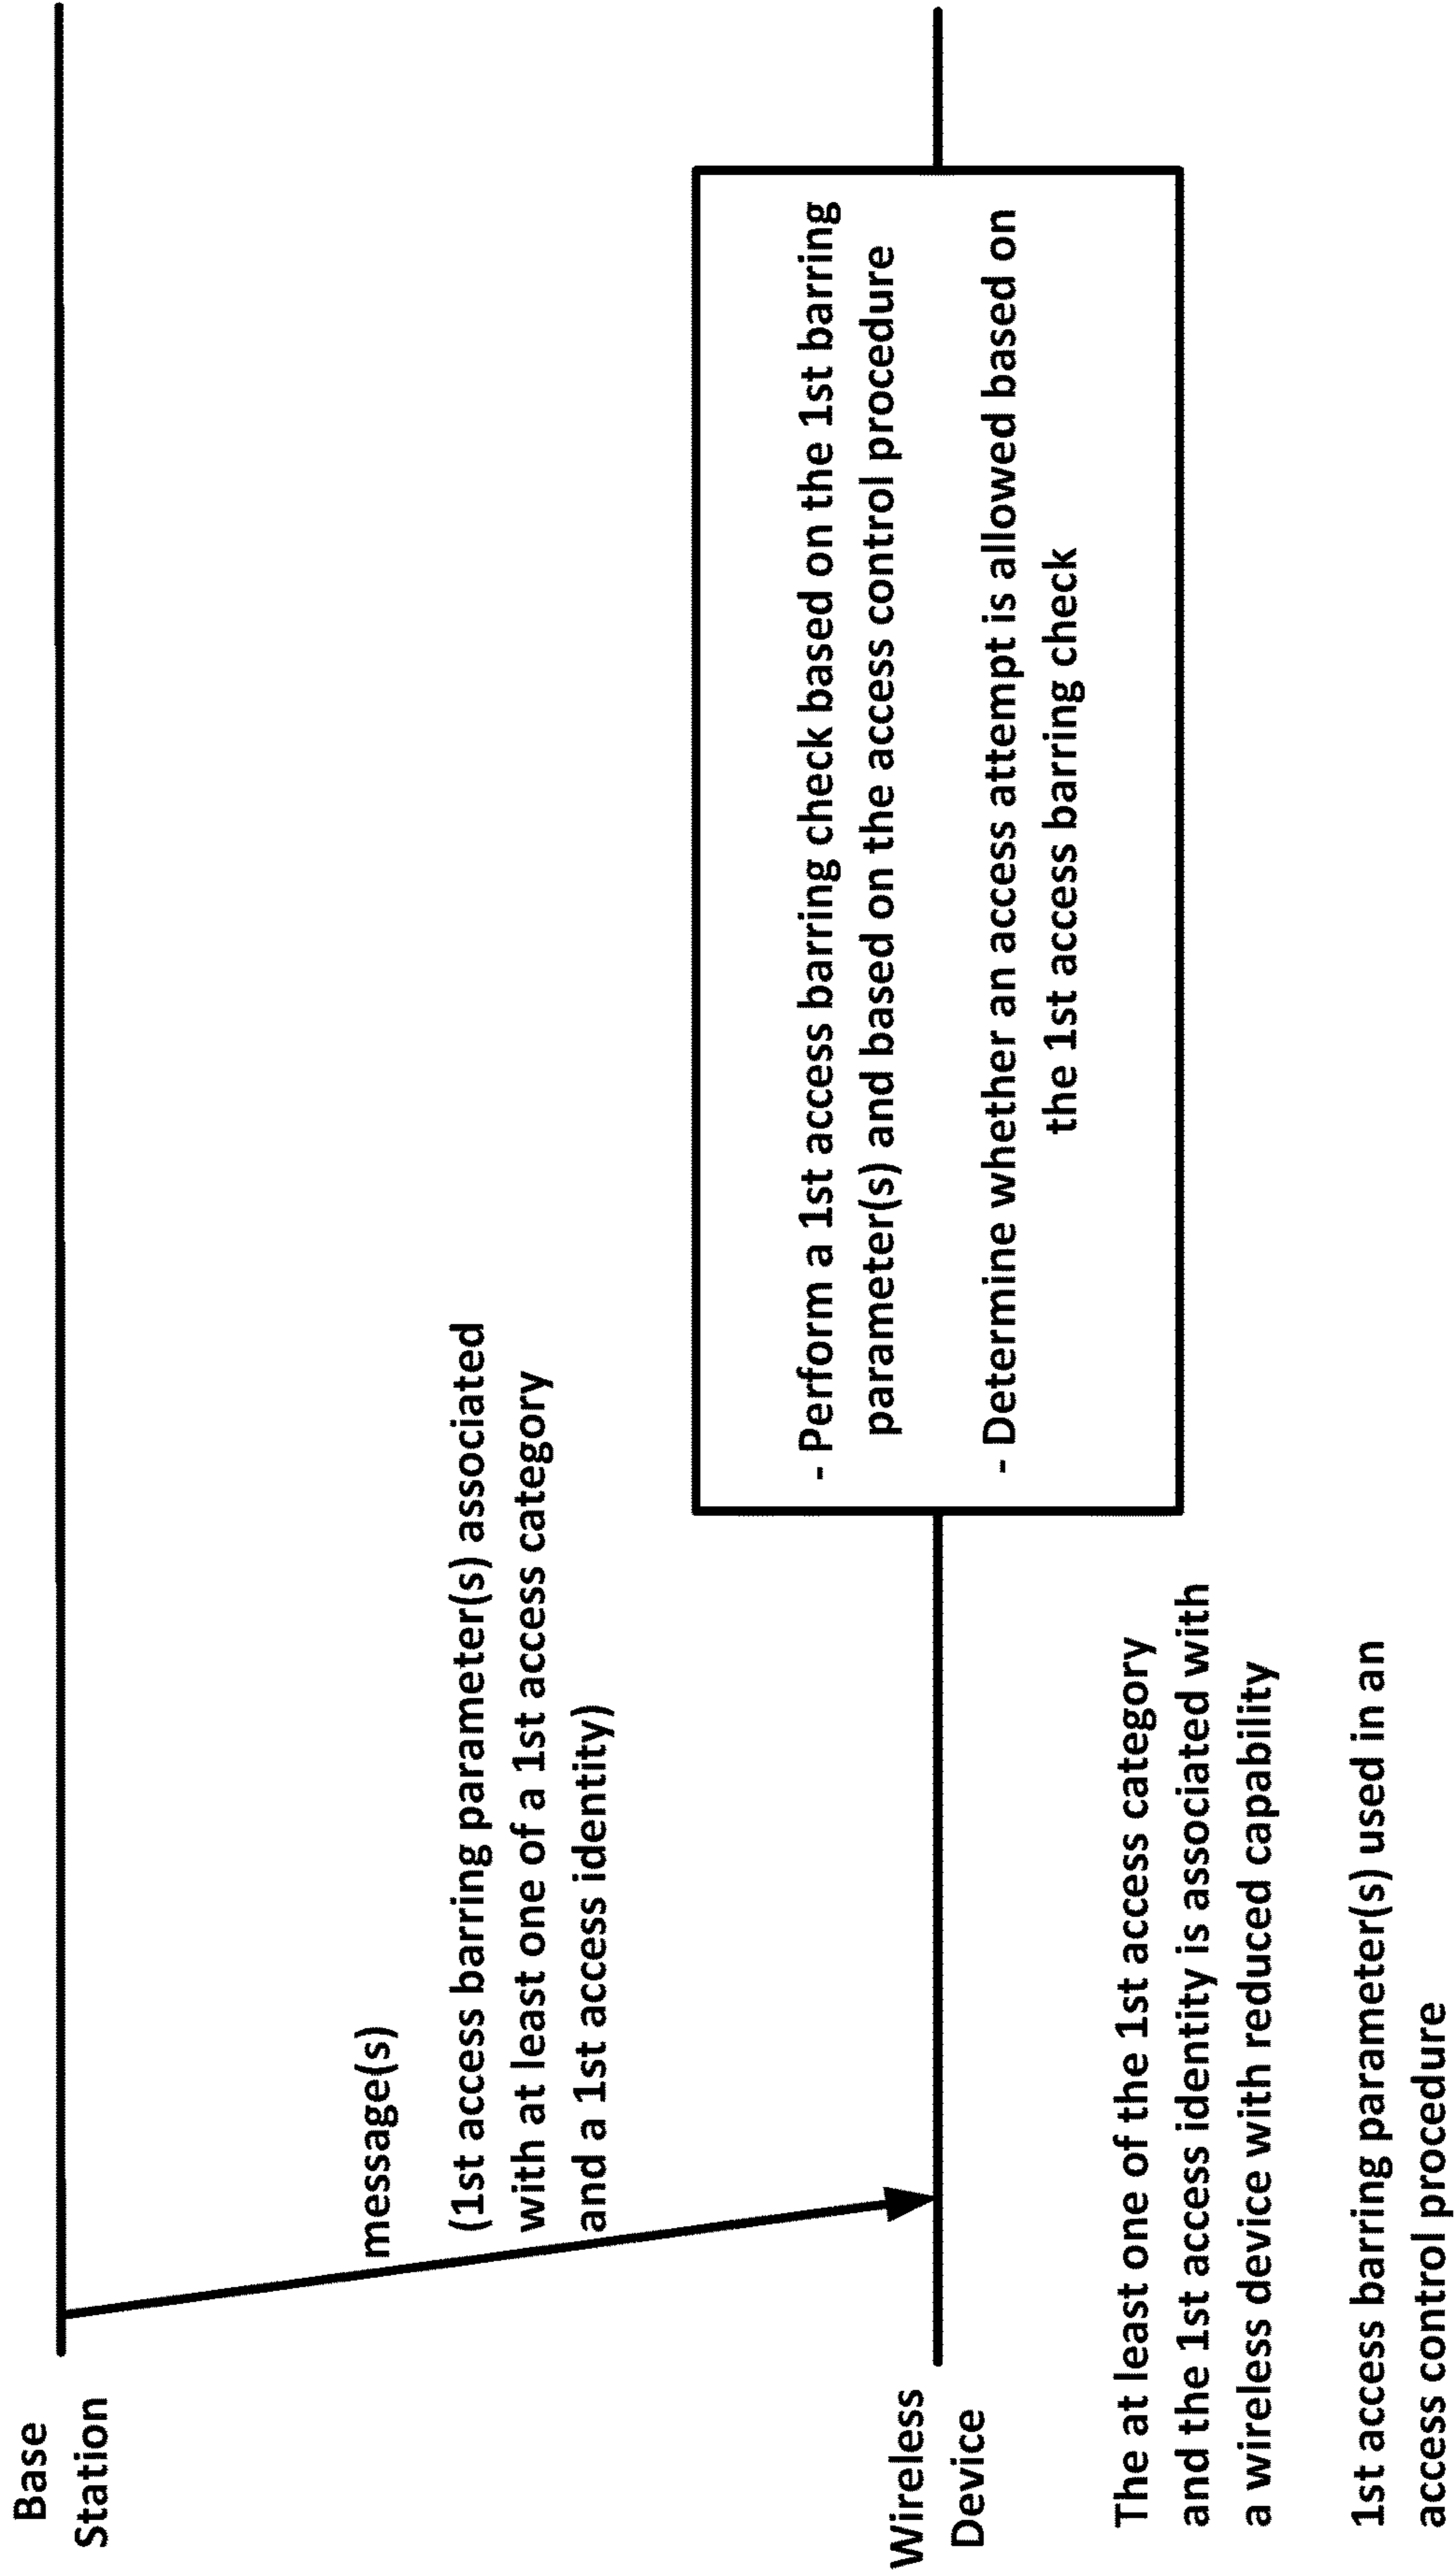 Base
Station
message(s)
(1st access barring parameter(s) associated
with at least one of a 1st access category
and a 1st access identity)
- Perform a 1st access barring check based on the 1st barring
parameter(s) and based on the access control procedure
- Determine whether an access attempt is allowed based on
the 1st access barring check
Wireless
Device
The at least one of the 1st access category
and the 1st access identity is associated with
a wireless device with reduced capability
1st access barring parameter(s) used in an
access control procedure